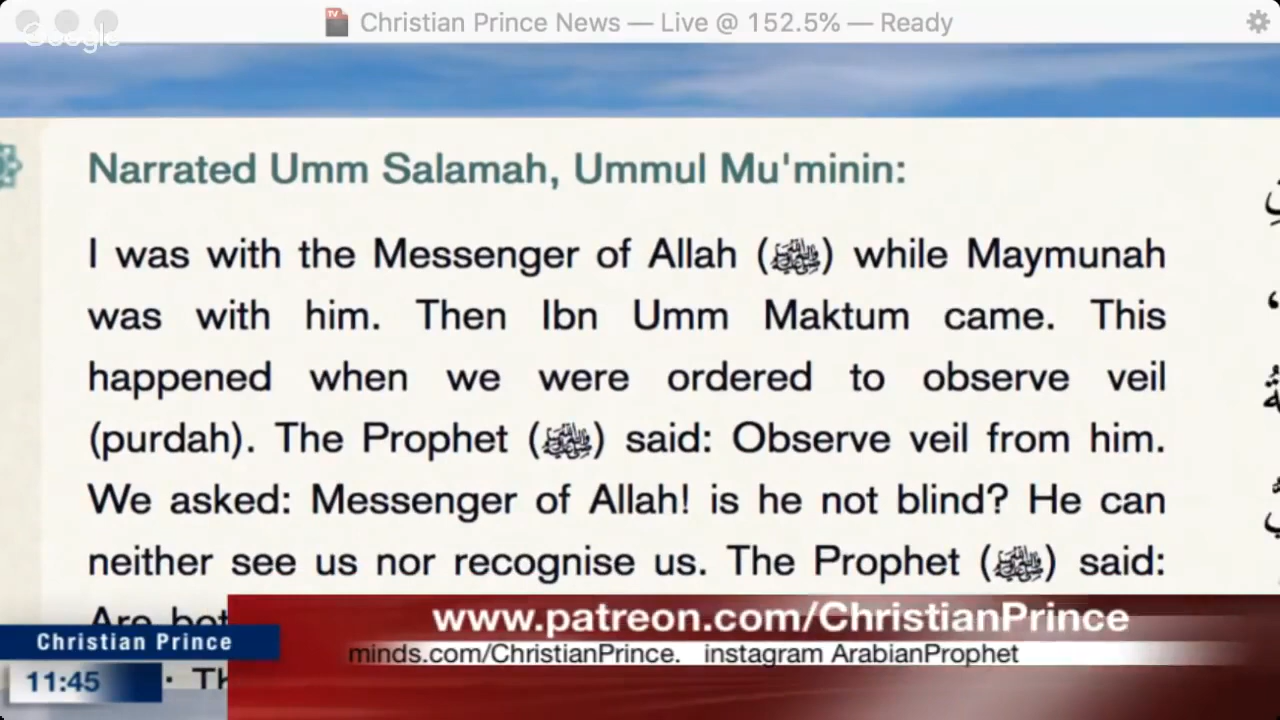 Christian Prince News — Live @ 152.5% — Ready
Google
Narrated Umm Salamah, Ummul Mu'minin:
I was with the Messenger of Allah (ﷺ) while Maymunah
was with him. Then Ibn Umm Maktum came. This
happened when we were ordered to observe veil
(purdah). The Prophet (ﷺ) said: Observe veil from him.
We asked: Messenger of Allah! is he not blind? He can
neither see us nor recognise us. The Prophet (ﷺ) said:
Are
www.patreon.com/ChristianPrince
Christian Prince
minds.com/ChristianPrince. instagram ArabianProphet
11:45